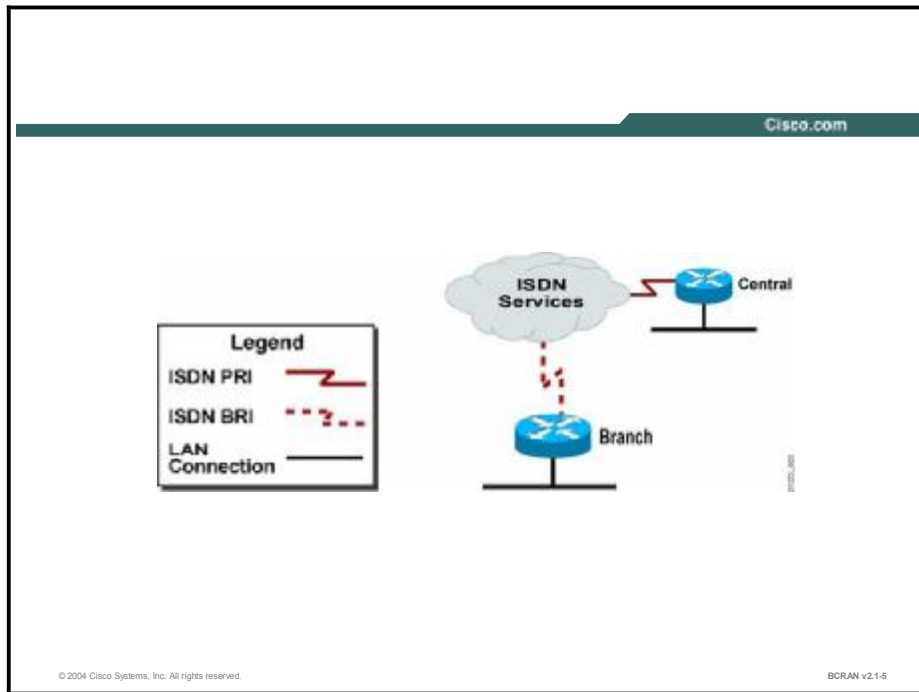 Cisco.com
ISDN
Services
Central
Legend
ISDN PRI
ISDN BRI
LAN
Connection
Branch
© 2004 Cisco Systems, Inc. All rights reserved.
BCRAN v2.1-5